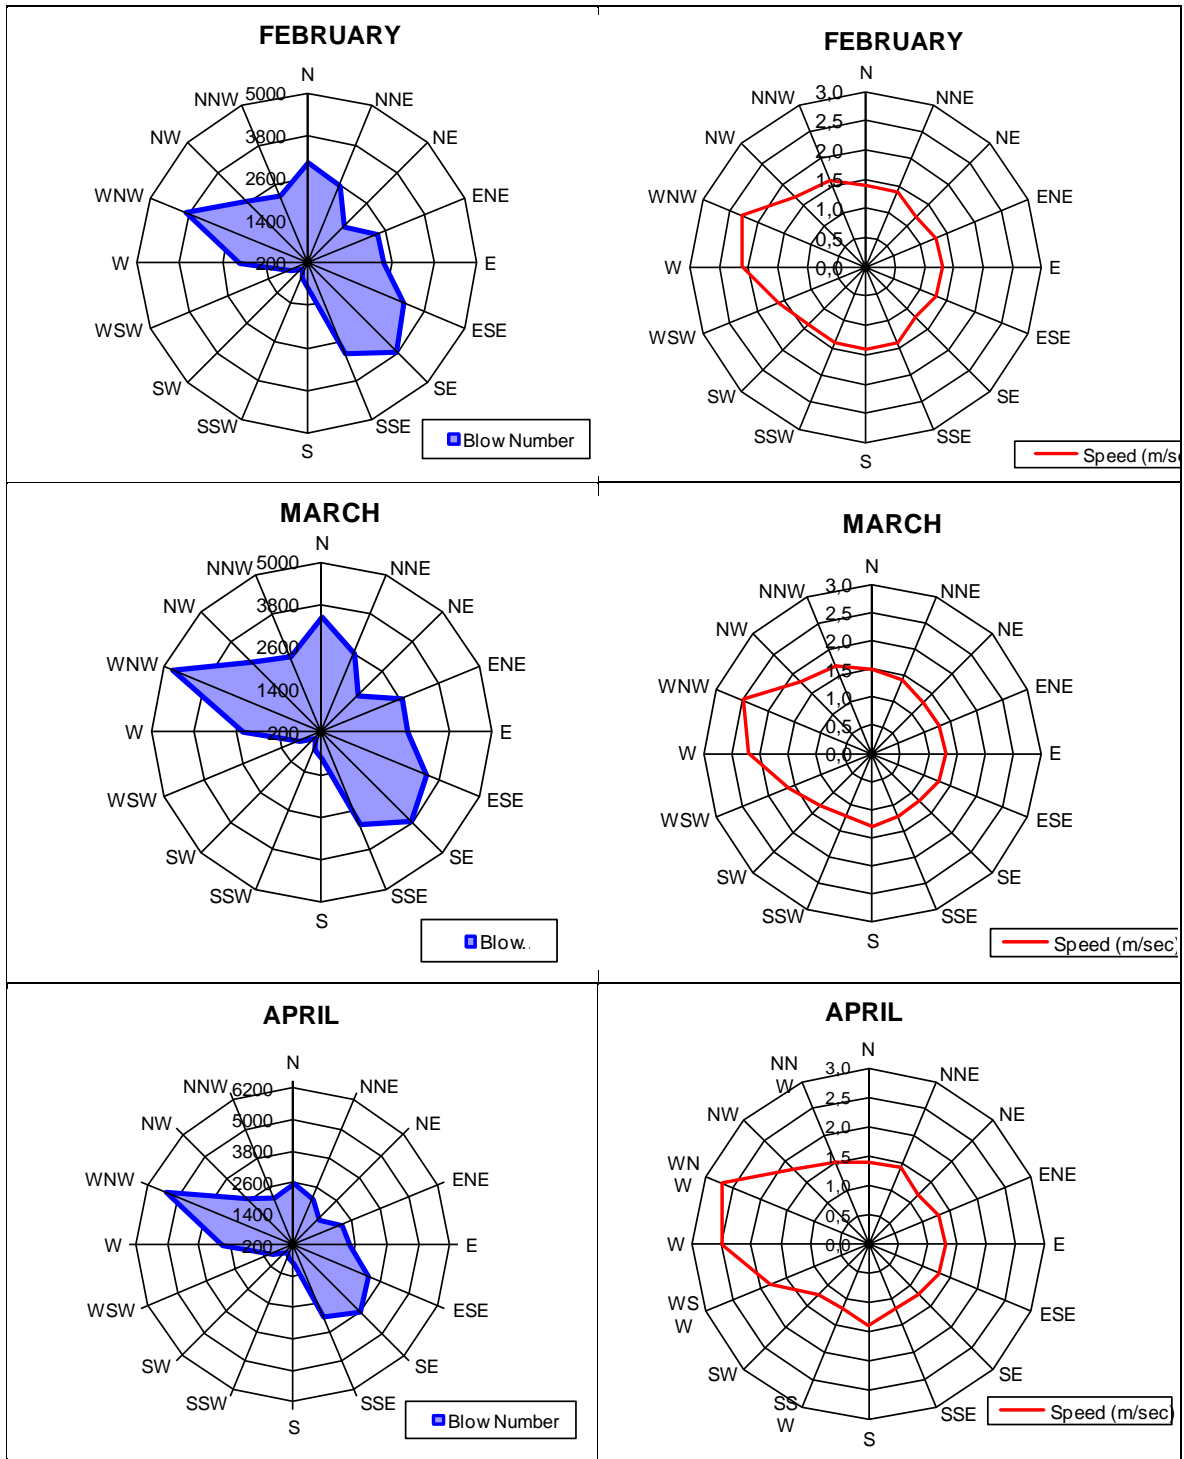 FEBRUARY
N
NNE
NE
ENE
E
ESE
SE
SSE
S
SSW
SW
WSW
W
WNW
NW
NNW
5000
3800
2600
1400
200
Blow Number
FEBRUARY
N
NNE
NE
ENE
E
ESE
SE
SSE
S
SSW
SW
WSW
W
WNW
NW
NNW
3,0
2,5
2,0
1,5
1,0
0,5
0,0
Speed (m/se
MARCH
N
NNE
NE
ENE
E
ESE
SE
SSE
S
SSW
SW
WSW
W
WNW
NW
NNW
5000
3800
2600
1400
200
Blow..
MARCH
N
NNE
NE
ENE
E
ESE
SE
SSE
S
SSW
SW
WSW
W
WNW
NW
NNW
3,0
2,5
2,0
1,5
1,0
0,5
0,0
Speed (m/sec)
APRIL
N
NNE
NE
ENE
E
ESE
SE
SSE
S
SSW
SW
WSW
W
WNW
NW
NNW
6200
5000
3800
2600
1400
200
Blow Number
APRIL
N
NNE
NE
ENE
E
ESE
SE
SSE
S
SS
W
SW
WS
W
W
WN
W
NW
NN
W
3,0
2,5
2,0
1,5
1,0
0,5
0,0
Speed (m/sec)